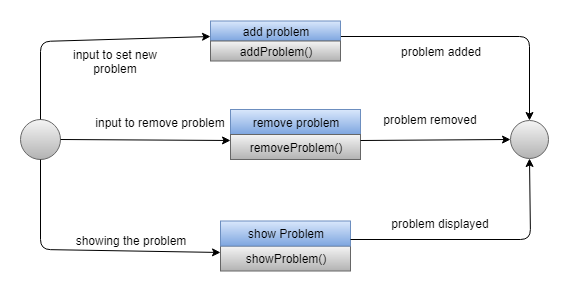 add problem
addProblem()
input to set new
problem
problem added
input to remove problem
remove problem
removeProblem()
problem removed
showing the problem
show Problem
showProblem()
problem displayed